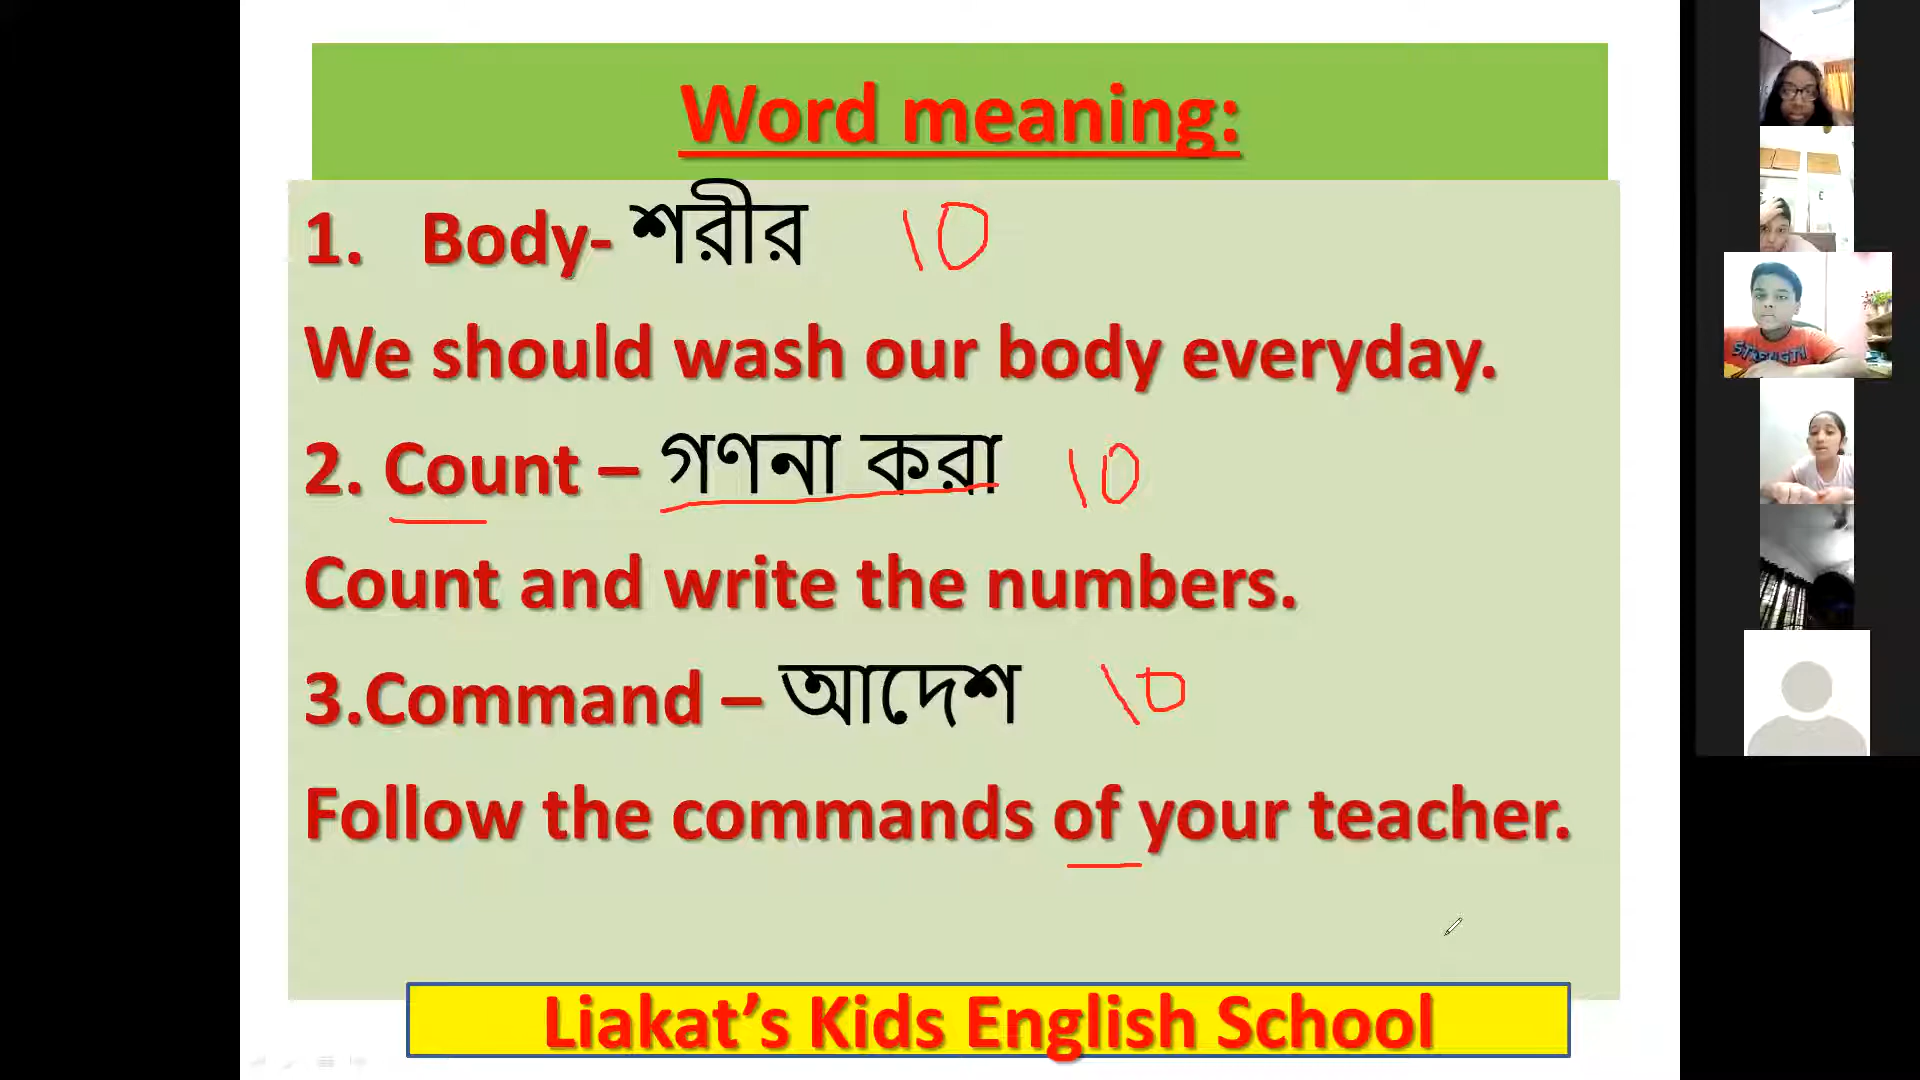 Word meaning:
1. Body- শরীর 10
We should wash our body everyday.
2. Count – গণনা করা 10
Count and write the numbers.
3.Command – আদেশ 10
Follow the commands of your teacher.
Liakat’s Kids English School
STRENGTH